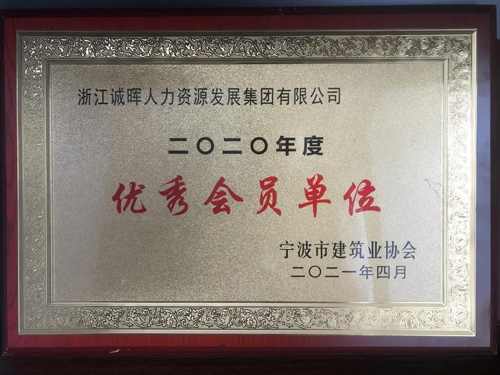 浙江诚晖人力资源发展集团有限公司
二〇二〇年度
优秀会员单位
宁波市建筑业协会
二〇二一年四月